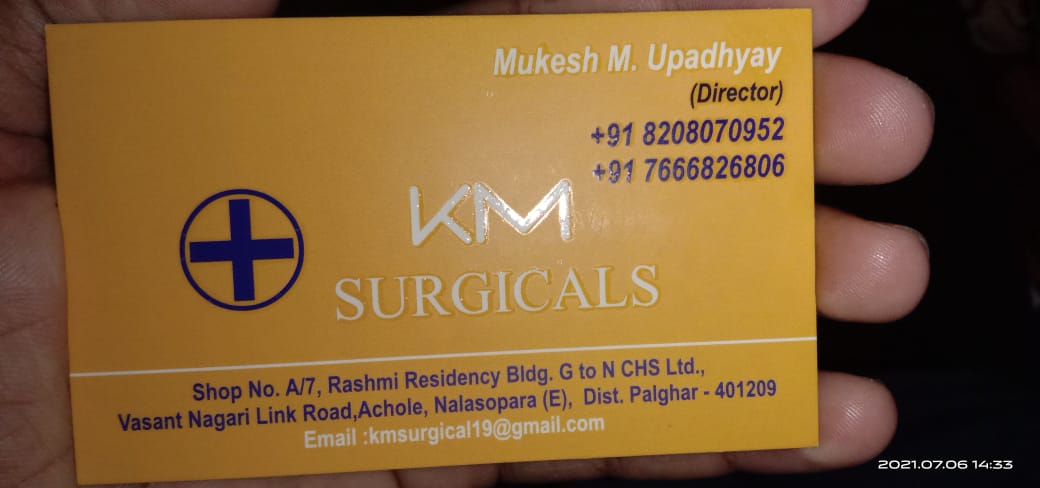 Mukesh M. Upadhyay
(Director)
+91 8208070952
+91 7666826806
KM
SURGICALS
Shop No. A/7, Rashmi Residency Bldg. G to N CHS Ltd.,
Vasant Nagari Link Road,Achole, Nalasopara (E), Dist. Palghar - 401209
Email :kmsurgical19@gmail.com
2021.07.06 14:33